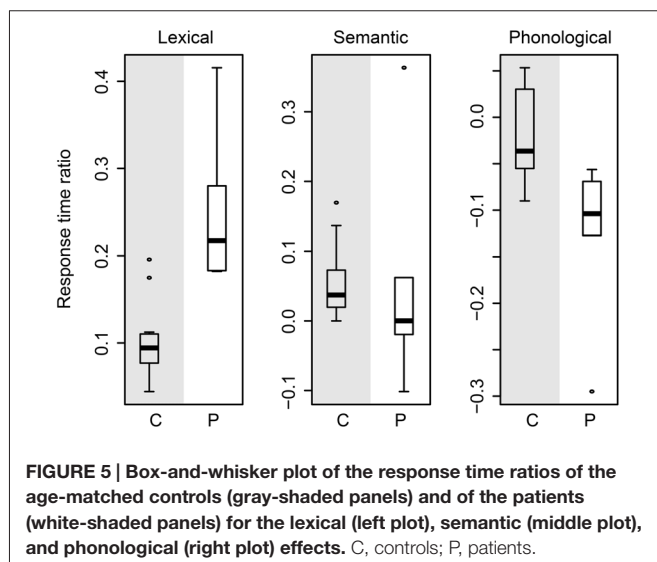 Lexical
Semantic
Phonological
Response time ratio
0.4
0.3
0.2
0.1
C
P
0.3
0.2
0.1
0.0
−0.1
C
P
0.0
−0.1
−0.2
−0.3
C
P
FIGURE 5 | Box-and-whisker plot of the response time ratios of the
age-matched controls (gray-shaded panels) and of the patients
(white-shaded panels) for the lexical (left plot), semantic (middle plot),
and phonological (right plot) effects. C, controls; P, patients.